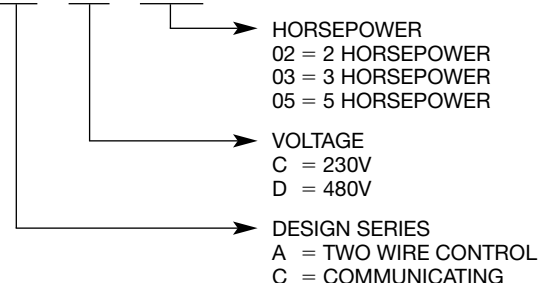 HORSEPOWER
02 = 2 HORSEPOWER
03 = 3 HORSEPOWER
05 = 5 HORSEPOWER
VOLTAGE
C = 230V
D = 480V
DESIGN SERIES
A = TWO WIRE CONTROL
C = COMMUNICATING